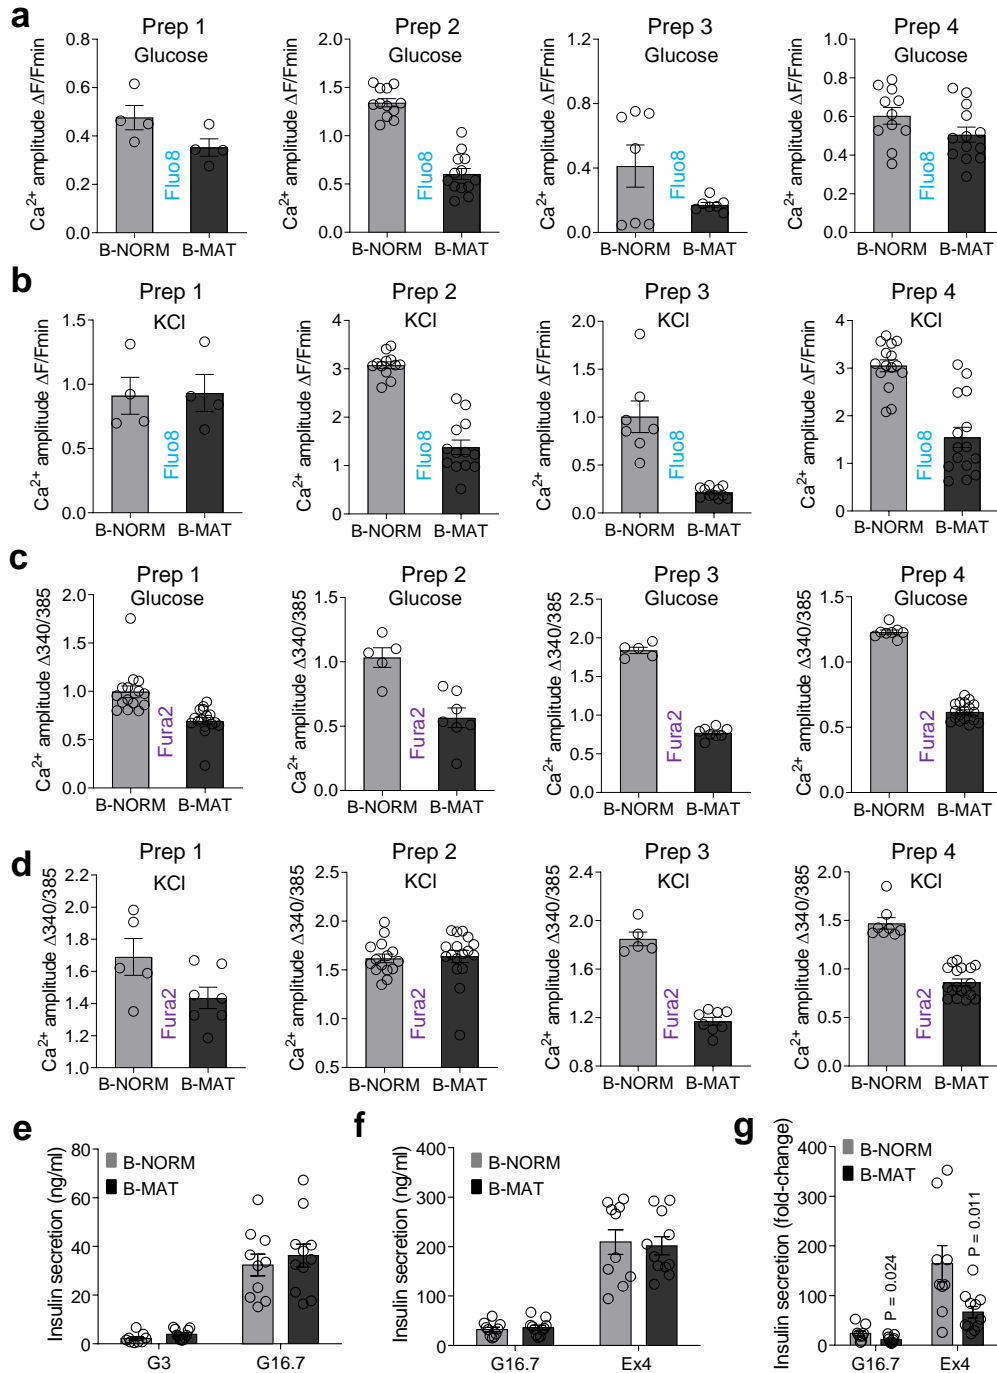 a
Prep 1
Glucose
Ca2+ amplitude ΔF/Fmin
0.8
0.6
0.4
0.2
0.0
Fluo8
B-NORM B-MAT
Prep 2
Glucose
Ca2+ amplitude ΔF/Fmin
2.0
1.5
1.0
0.5
0.0
Fluo8
B-NORM B-MAT
Prep 3
Glucose
Ca2+ amplitude ΔF/Fmin
1.2
0.8
0.4
0.0
Fluo8
B-NORM B-MAT
Prep 4
Glucose
Ca2+ amplitude ΔF/Fmin
1.0
0.8
0.6
0.4
0.2
0.0
Fluo8
B-NORM B-MAT
b
Prep 1
KCl
Ca2+ amplitude ΔF/Fmin
1.5
1.0
0.5
0.0
Fluo8
B-NORM B-MAT
Prep 2
KCl
Ca2+ amplitude ΔF/Fmin
4
3
2
1
0
Fluo8
B-NORM B-MAT
Prep 3
KCl
Ca2+ amplitude ΔF/Fmin
2.0
1.5
1.0
0.5
0.0
Fluo8
B-NORM B-MAT
Prep 4
KCl
Ca2+ amplitude ΔF/Fmin
4
3
2
1
0
Fluo8
B-NORM B-MAT
c
Prep 1
Glucose
Ca2+ amplitude Δ340/385
2.0
1.5
1.0
0.5
0.0
Fura2
B-NORM B-MAT
Prep 2
Glucose
Ca2+ amplitude Δ340/385
1.5
1.0
0.5
0.0
Fura2
B-NORM B-MAT
Prep 3
Glucose
Ca2+ amplitude Δ340/385
2.5
2.0
1.5
1.0
0.5
0.0
Fura2
B-NORM B-MAT
Prep 4
Glucose
Ca2+ amplitude Δ340/385
1.5
1.0
0.5
0.0
Fura2
B-NORM B-MAT
d
Prep 1
KCl
Ca2+ amplitude Δ340/385
2.2
2.0
1.8
1.6
1.4
1.2
1.0
Fura2
B-NORM B-MAT
Prep 2
KCl
Ca2+ amplitude Δ340/385
2.5
2.0
1.5
1.0
0.5
Fura2
B-NORM B-MAT
Prep 3
KCl
Ca2+ amplitude Δ340/385
2.4
2.0
1.6
1.2
0.8
Fura2
B-NORM B-MAT
Prep 4
KCl
Ca2+ amplitude Δ340/385
2.0
1.5
1.0
0.5
0.0
Fura2
B-NORM B-MAT
e
Insulin secretion (ng/ml)
80
60
40
20
0
B-NORM
B-MAT
G3 G16.7
f
Insulin secretion (ng/ml)
400
300
200
100
0
B-NORM
B-MAT
G16.7 Ex4
g
Insulin secretion (fold-change)
400
300
200
100
0
B-NORM
B-MAT
P = 0.024
P = 0.011
G16.7 Ex4